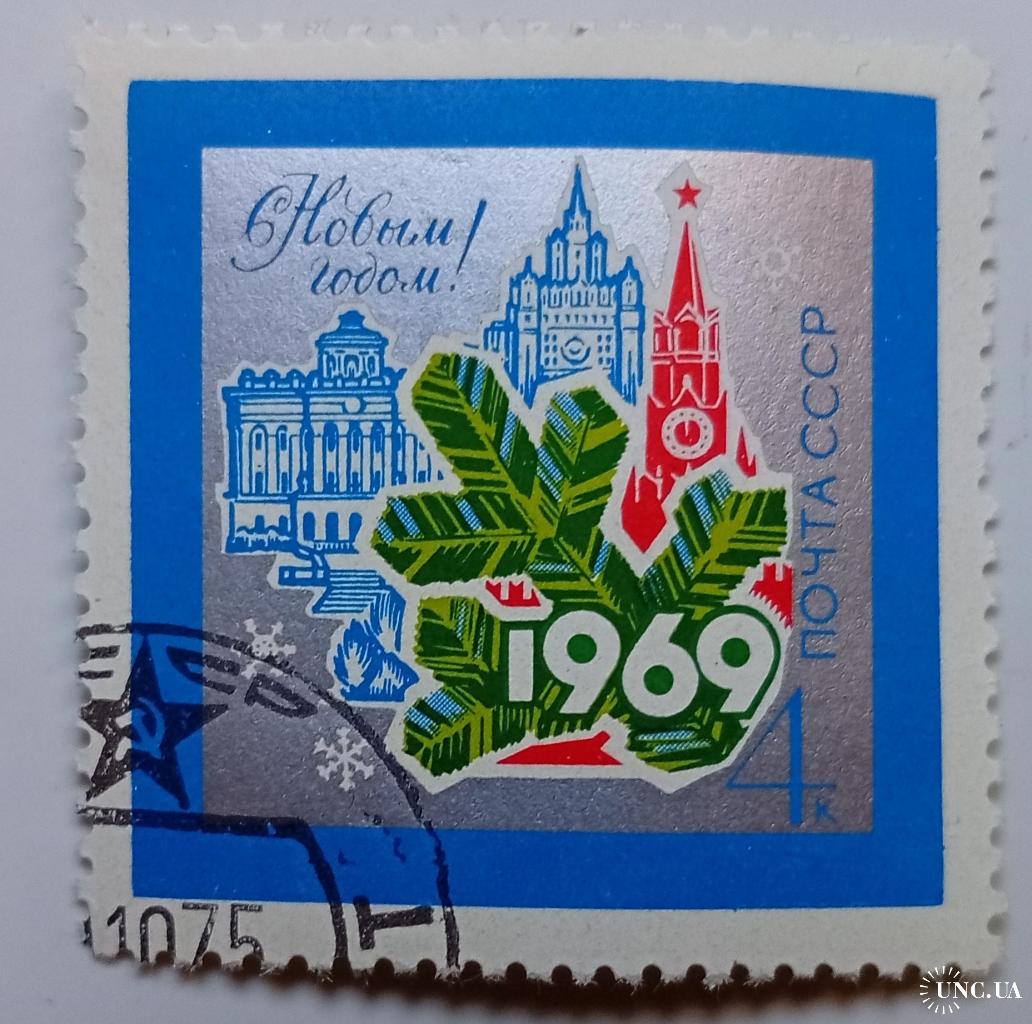 с Новым
годом!
ПОЧТА СССР
1969
4 к
1075
UNC.UA